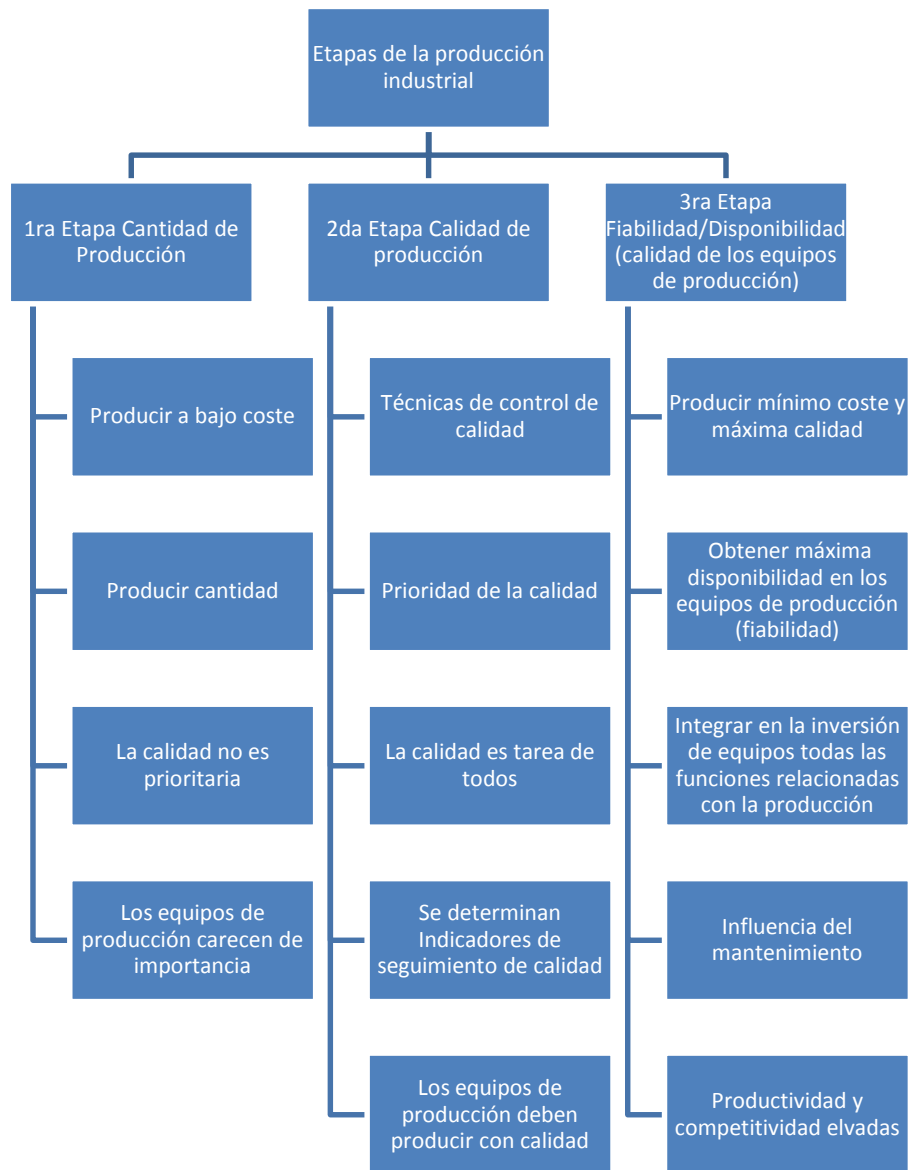 Etapas de la producción
industrial
1ra Etapa Cantidad de
Producción
Producir a bajo coste
Producir cantidad
La calidad no es
prioritaria
Los equipos de
producción carecen de
importancia
2da Etapa Calidad de
producción
Técnicas de control de
calidad
Prioridad de la calidad
La calidad es tarea de
todos
Se determinan
Indicadores de
seguimiento de calidad
Los equipos de
producción deben
producir con calidad
3ra Etapa
Fiabilidad/Disponibilidad
(calidad de los equipos
de producción)
Producir mínimo coste y
máxima calidad
Obtener máxima
disponibilidad en los
equipos de producción
(fiabilidad)
Integrar en la inversión
de equipos todas las
funciones relacionadas
con la producción
Influencia del
mantenimiento
Productividad y
competitividad elvadas